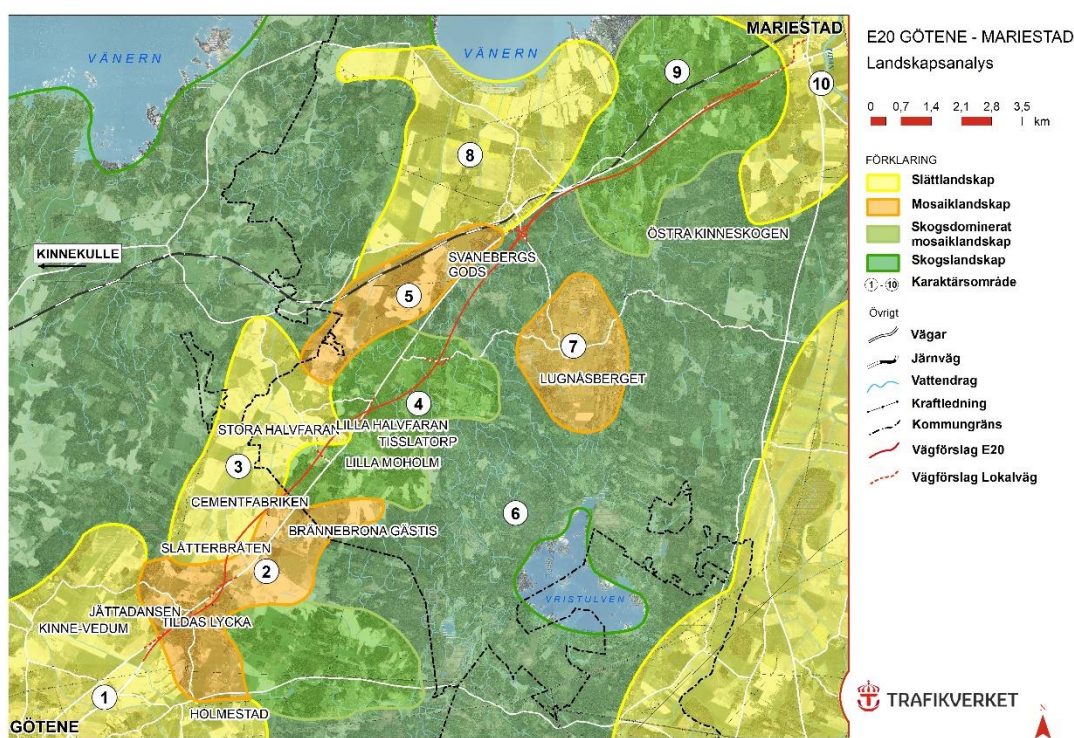 MARIESTAD
VÄNERN
VÄNERN
9
10
8
ÖSTRA KINNESKOGEN
KINNEKULLE
SVANEBERGS
GODS
5
7
LUGNÅSBERGET
4
STORA HALVFARAN
LILLA HALVFARAN
TISSLATORP
3
LILLA MOHOLM
CEMENTFABRIKEN
6
BRÄNNEBRONA GÄSTIS
SLÄTTERBRÅTEN
2
VRISTULVEN
JÄTTADANSEN
TILDAS LYCKA
KINNE-VEDUM
1
HOLMESTAD
GÖTENE
E20 GÖTENE - MARIESTAD
Landskapsanalys
0 0,7 1,4 2,1 2,8 3,5
km
FÖRKLARING
Slättlandskap
Mosaiklandskap
Skogsdominerat
mosaiklandskap
Skogslandskap
1 - 10 Karaktärsområde
Övrigt
Vägar
Järnväg
Vattendrag
Kraftledning
Kommungräns
Vägförslag E20
Vägförslag Lokalväg
TRAFIKVERKET